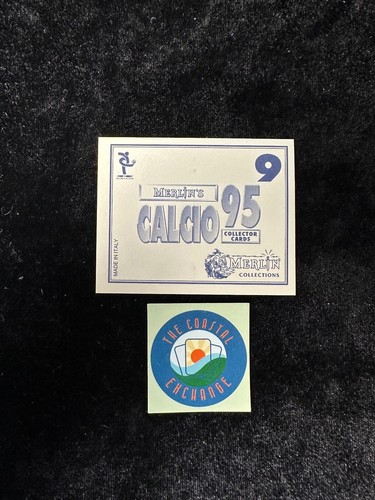 9
MERLIN'S
CALCIO 95
COLLECTOR
CARDS
MERLIN
COLLECTIONS
MADE IN ITALY
THE COASTAL
EXCHANGE